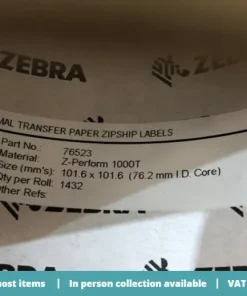 ZEBRA
ZEBRA
MAL TRANSFER PAPER ZIPSHIP LABELS
Part No.: 76523
Material: Z-Perform 1000T
Size (mm's): 101.6 x 101.6 (76.2 mm I.D. Core)
Qty per Roll: 1432
Other Refs:
ZEBRA
ZEBRA
most items | In person collection available | VAT